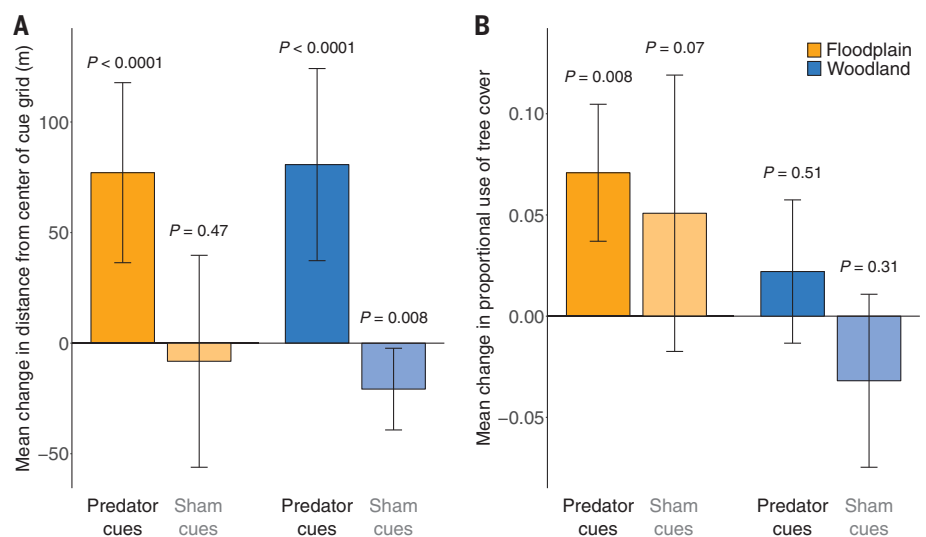 A
Mean change in distance from center of cue grid (m)
100
50
0
−50
P < 0.0001
P = 0.47
P < 0.0001
P = 0.008
Predator cues
Sham cues
Predator cues
Sham cues
B
Mean change in proportional use of tree cover
0.10
0.05
0.00
−0.05
P = 0.008
P = 0.07
P = 0.51
P = 0.31
Floodplain
Woodland
Predator cues
Sham cues
Predator cues
Sham cues